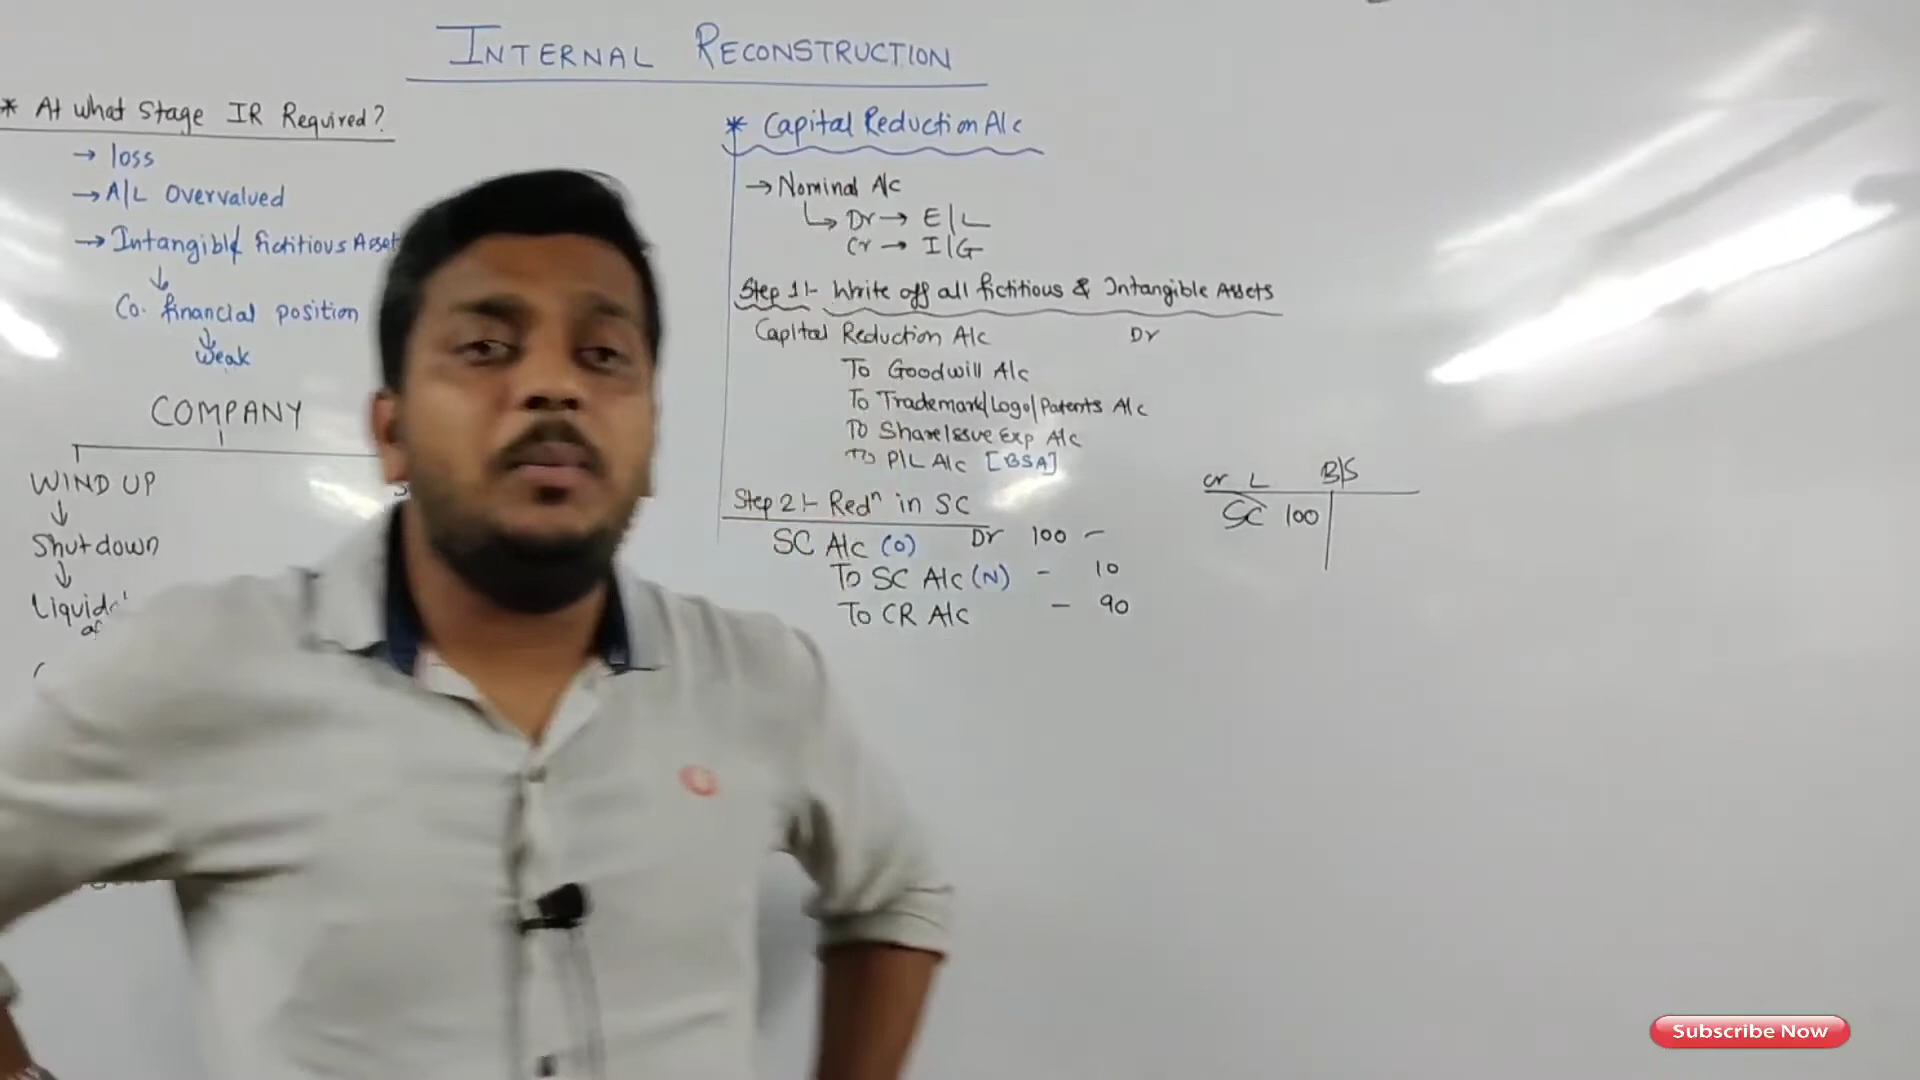 INTERNAL RECONSTRUCTION
* At what Stage IR Required?
→ loss
→ A/L Overvalued
→ Intangible fictitious Asset
↓
Co. financial position
↓
Weak
COMPANY
WIND UP
↓
Shutdown
↓
* Capital Reduction A/c
→ Nominal A/c
↳ Dr → E/L
Cr → I/G
Step 1:- Write off all fictitious & Intangible Assets
Capital Reduction A/c Dr
To Goodwill A/c
To Trademark/Logo/Patents A/c
To Share Issue Exp A/c
To P/L A/c [BSA]
Step 2:- Redⁿ in SC
SC A/c (O) Dr 100 -
To SC A/c (N) - 10
To CR A/c - 90
Cr L B/S
SC 100
Subscribe Now